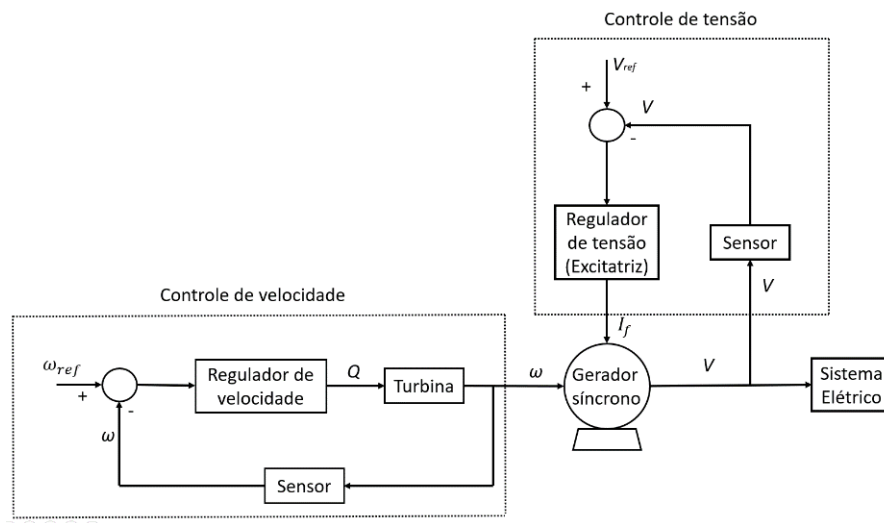 Controle de tensão
V_ref
+
V
-
Regulador
de tensão
(Excitatriz)
Sensor
V
I_f
Controle de velocidade
ω_ref
+
-
ω
Regulador de
velocidade
Q
Turbina
Sensor
ω
Gerador
síncrono
V
Sistema
Elétrico